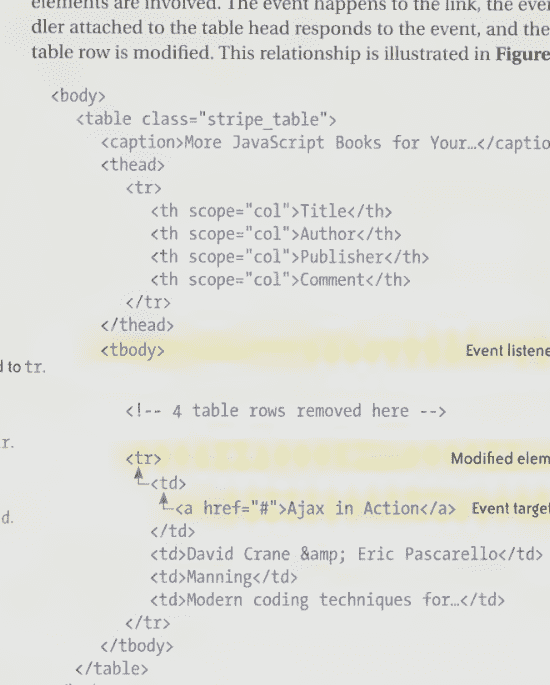 elements are involved. The event happens to the link, the
dler attached to the table head responds to the event, and the
table row is modified. This relationship is illustrated in Figure
<body>
<table class="stripe_table">
<caption>More JavaScript Books for Your…</captio
<thead>
<tr>
<th scope="col">Title</th>
<th scope="col">Author</th>
<th scope="col">Publisher</th>
<th scope="col">Comment</th>
</tr>
</thead>
<tbody> Event listene
d to tr.
<!-- 4 table rows removed here -->
r.
<tr> Modified elem
<td>
<a href="#">Ajax in Action</a> Event target
d.
</td>
<td>David Crane &amp; Eric Pascarello</td>
<td>Manning</td>
<td>Modern coding techniques for…</td>
</tr>
</tbody>
</table>